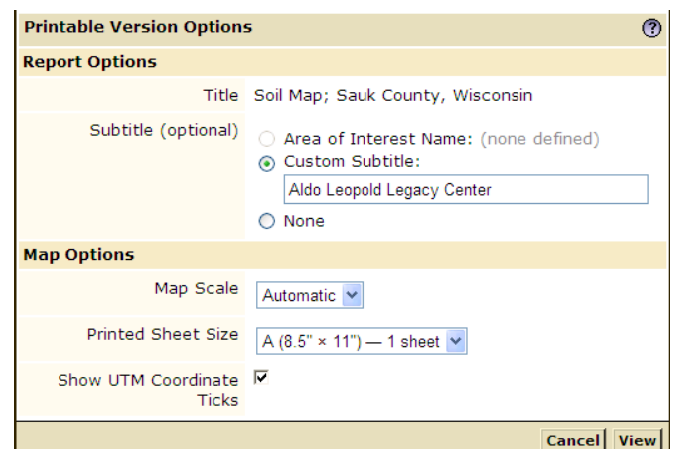 Printable Version Options ?
Report Options
Title Soil Map; Sauk County, Wisconsin
Subtitle (optional) Area of Interest Name: (none defined)
Custom Subtitle:
Aldo Leopold Legacy Center
None
Map Options
Map Scale Automatic
Printed Sheet Size A (8.5" × 11") — 1 sheet
Show UTM Coordinate
Ticks
Cancel View